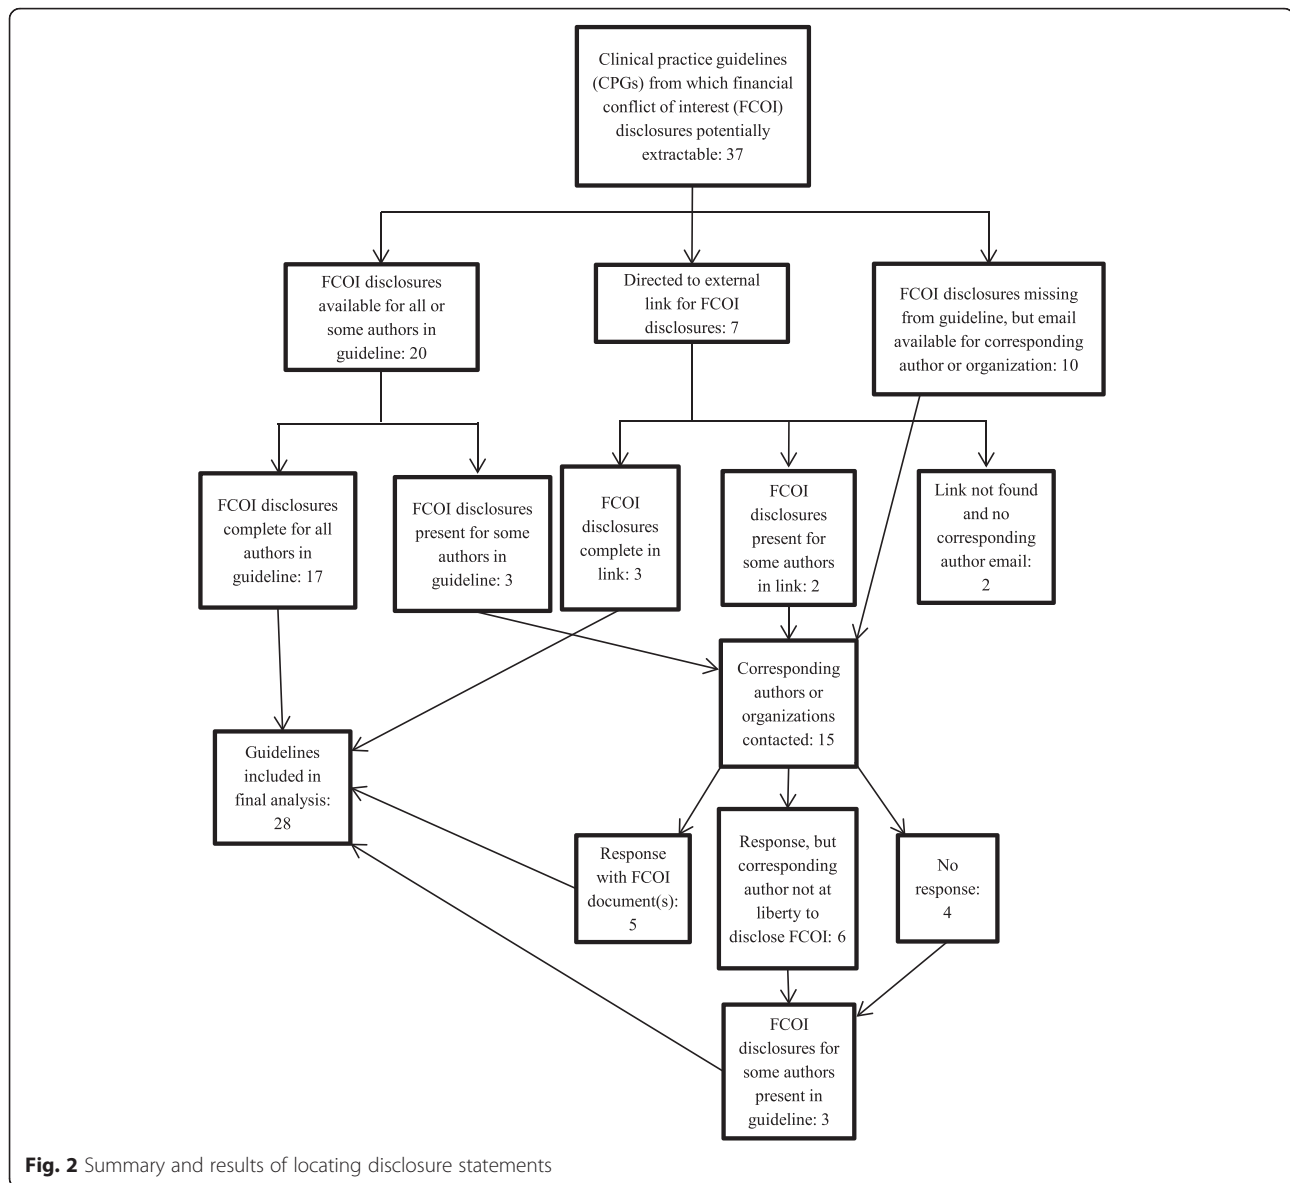 Clinical practice guidelines
(CPGs) from which financial
conflict of interest (FCOI)
disclosures potentially
extractable: 37
FCOI disclosures
available for all or
some authors in
guideline: 20
Directed to external
link for FCOI
disclosures: 7
FCOI disclosures missing
from guideline, but email
available for corresponding
author or organization: 10
FCOI disclosures
complete for all
authors in
guideline: 17
FCOI disclosures
present for some
authors in
guideline: 3
FCOI
disclosures
complete in
link: 3
FCOI
disclosures
present for
some authors
in link: 2
Link not found
and no
corresponding
author email:
2
Corresponding
authors or
organizations
contacted: 15
Guidelines
included in
final analysis:
28
Response
with FCOI
document(s):
5
Response, but
corresponding
author not at
liberty to
disclose FCOI: 6
No
response:
4
FCOI
disclosures for
some authors
present in
guideline: 3
Fig. 2 Summary and results of locating disclosure statements